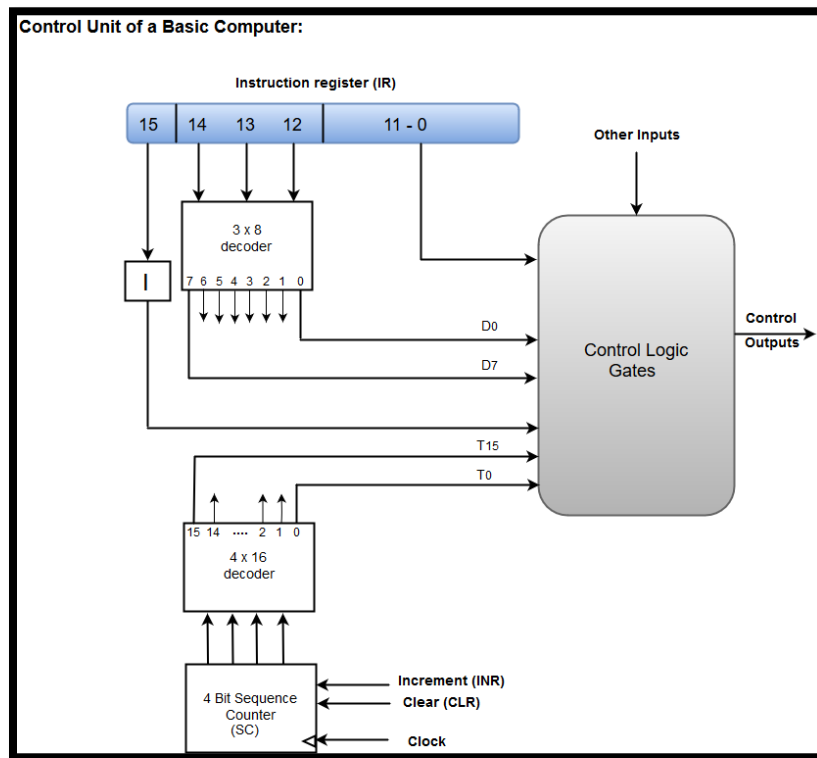 Control Unit of a Basic Computer:
Instruction register (IR)
15 14 13 12 11 - 0
Other Inputs
3 x 8
decoder
7 6 5 4 3 2 1 0
I
D0
D7
Control Logic
Gates
Control
Outputs
T15
T0
15 14 .... 2 1 0
4 x 16
decoder
4 Bit Sequence
Counter
(SC)
Increment (INR)
Clear (CLR)
Clock